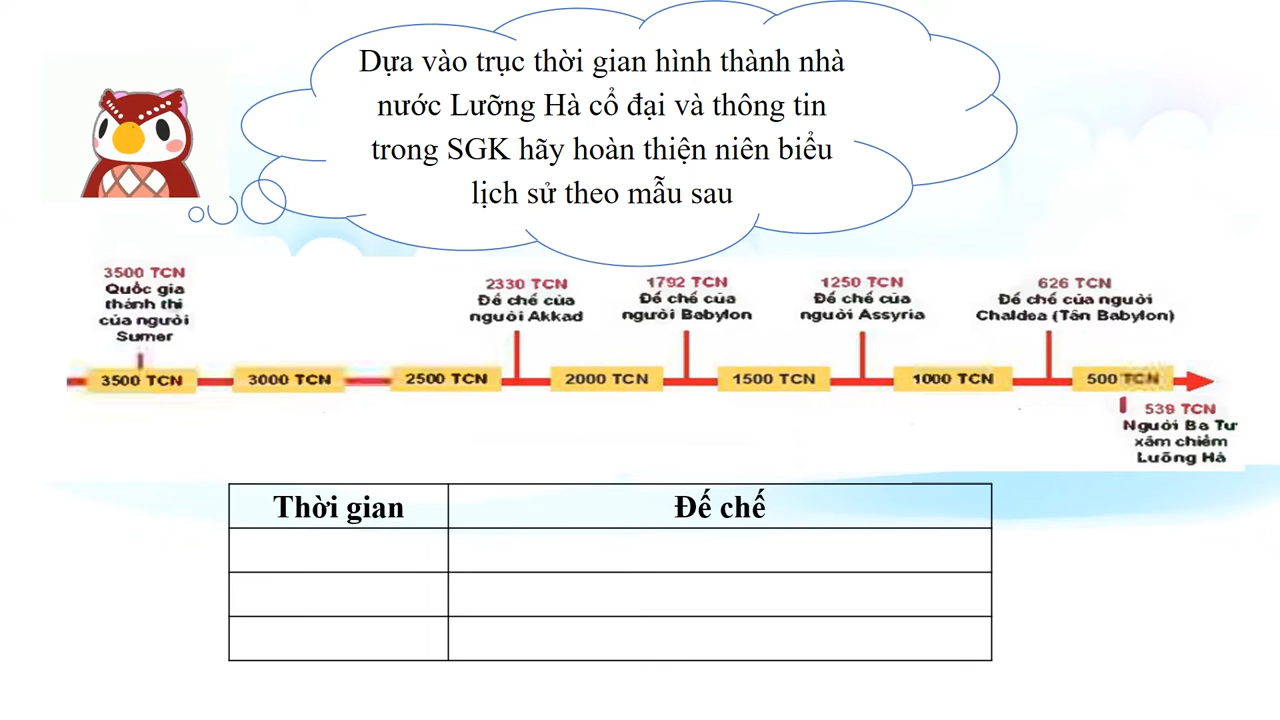 Dựa vào trục thời gian hình thành nhà
nước Lưỡng Hà cổ đại và thông tin
trong SGK hãy hoàn thiện niên biểu
lịch sử theo mẫu sau
3500 TCN
Quốc gia
thành thị
của người
Sumer
2330 TCN
Đế chế của
người Akkad
1792 TCN
Đế chế của
người Babylon
1250 TCN
Đế chế của
người Assyria
626 TCN
Đế chế của người
Chaldea (Tân Babylon)
3500 TCN
3000 TCN
2500 TCN
2000 TCN
1500 TCN
1000 TCN
500 TCN
539 TCN
Người Ba Tư
xâm chiếm
Lưỡng Hà
Thời gian
Đế chế